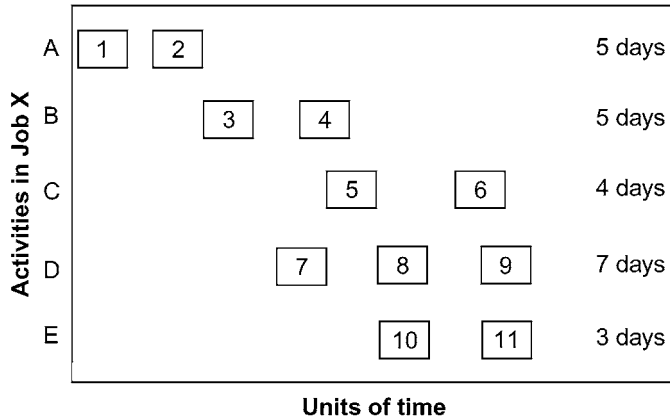 Activities in Job X
A 1 2 5 days
B 3 4 5 days
C 5 6 4 days
D 7 8 9 7 days
E 10 11 3 days
Units of time